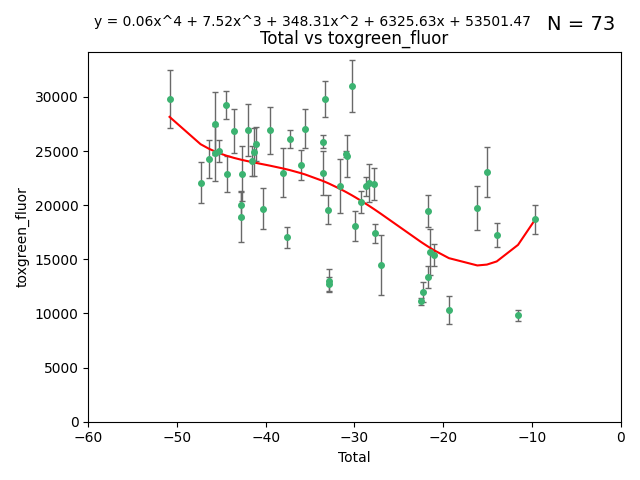 y = 0.06x^4 + 7.52x^3 + 348.31x^2 + 6325.63x + 53501.47
N = 73
Total vs toxgreen_fluor
30000
25000
20000
15000
10000
5000
0
toxgreen_fluor
−60 −50 −40 −30 −20 −10 0
Total